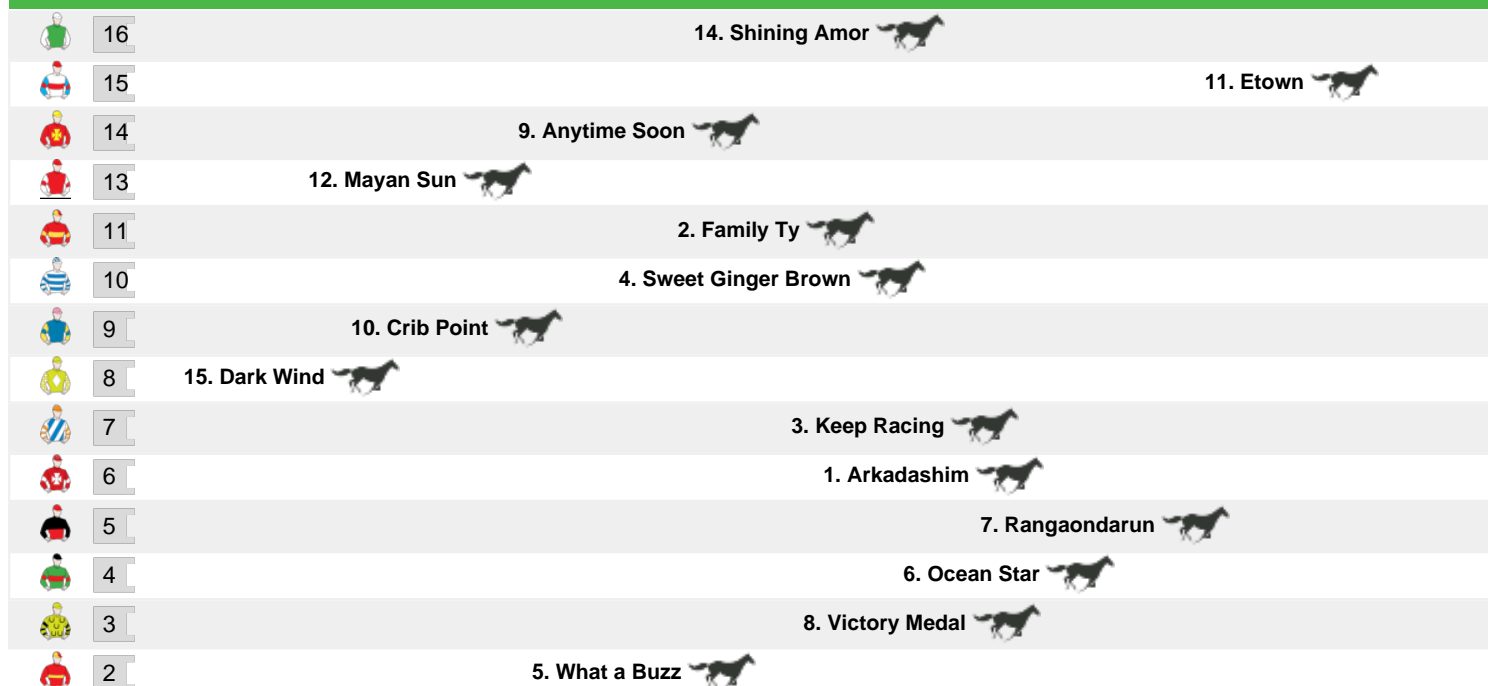 16 14. Shining Amor
15 11. Etown
14 9. Anytime Soon
13 12. Mayan Sun
11 2. Family Ty
10 4. Sweet Ginger Brown
9 10. Crib Point
8 15. Dark Wind
7 3. Keep Racing
6 1. Arkadashim
5 7. Rangaondarun
4 6. Ocean Star
3 8. Victory Medal
2 5. What a Buzz